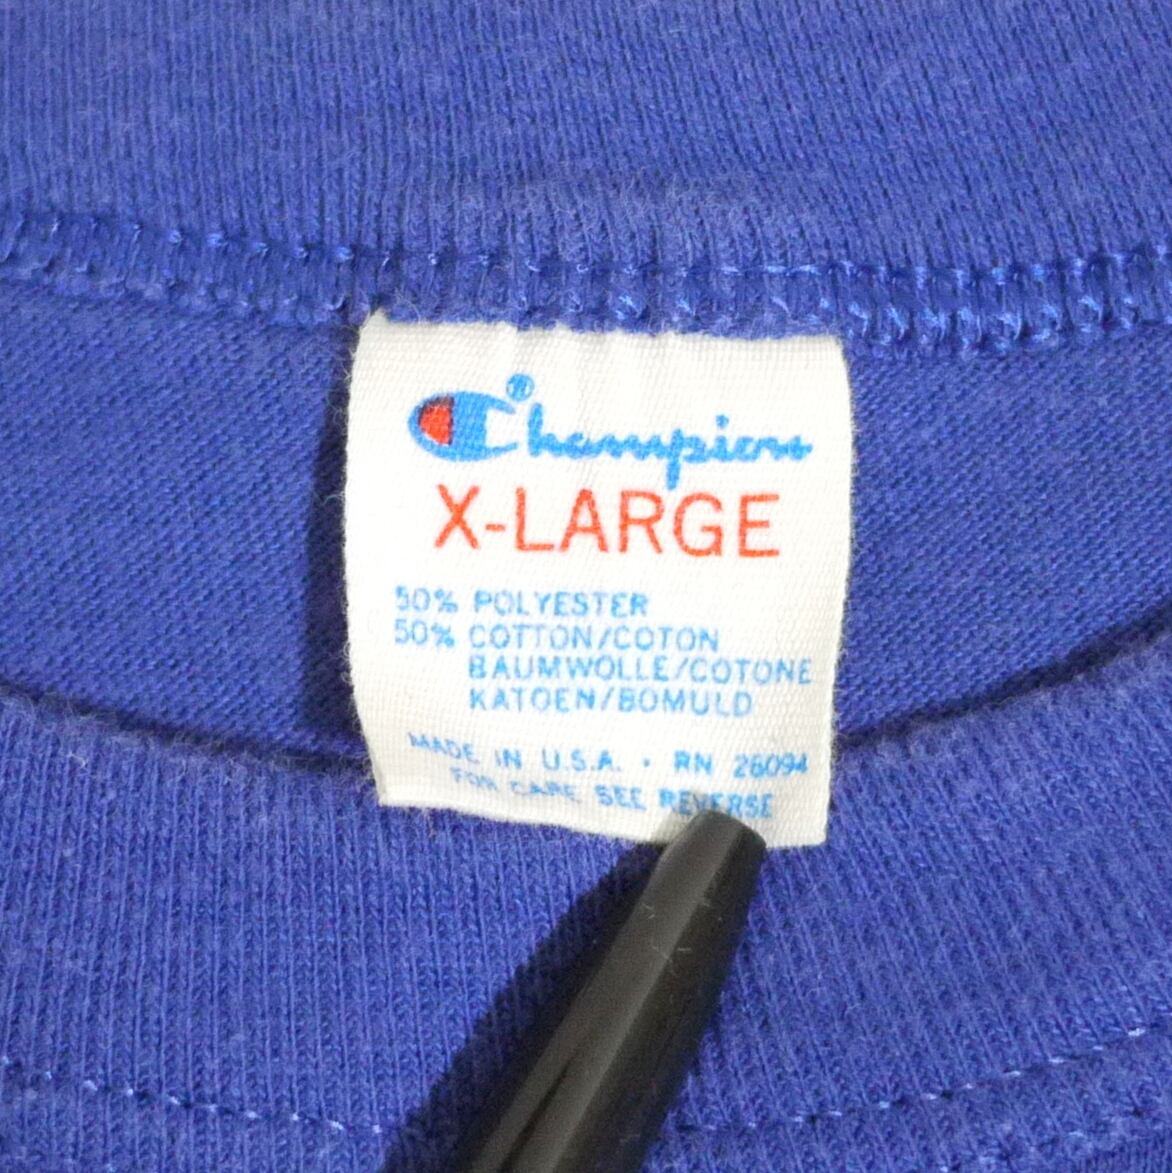 Champion®
X-LARGE
50% POLYESTER
50% COTTON/COTON
BAUMWOLLE/COTONE
KATOEN/BOMULD
MADE IN U.S.A. • RN 26094
FOR CARE SEE REVERSE